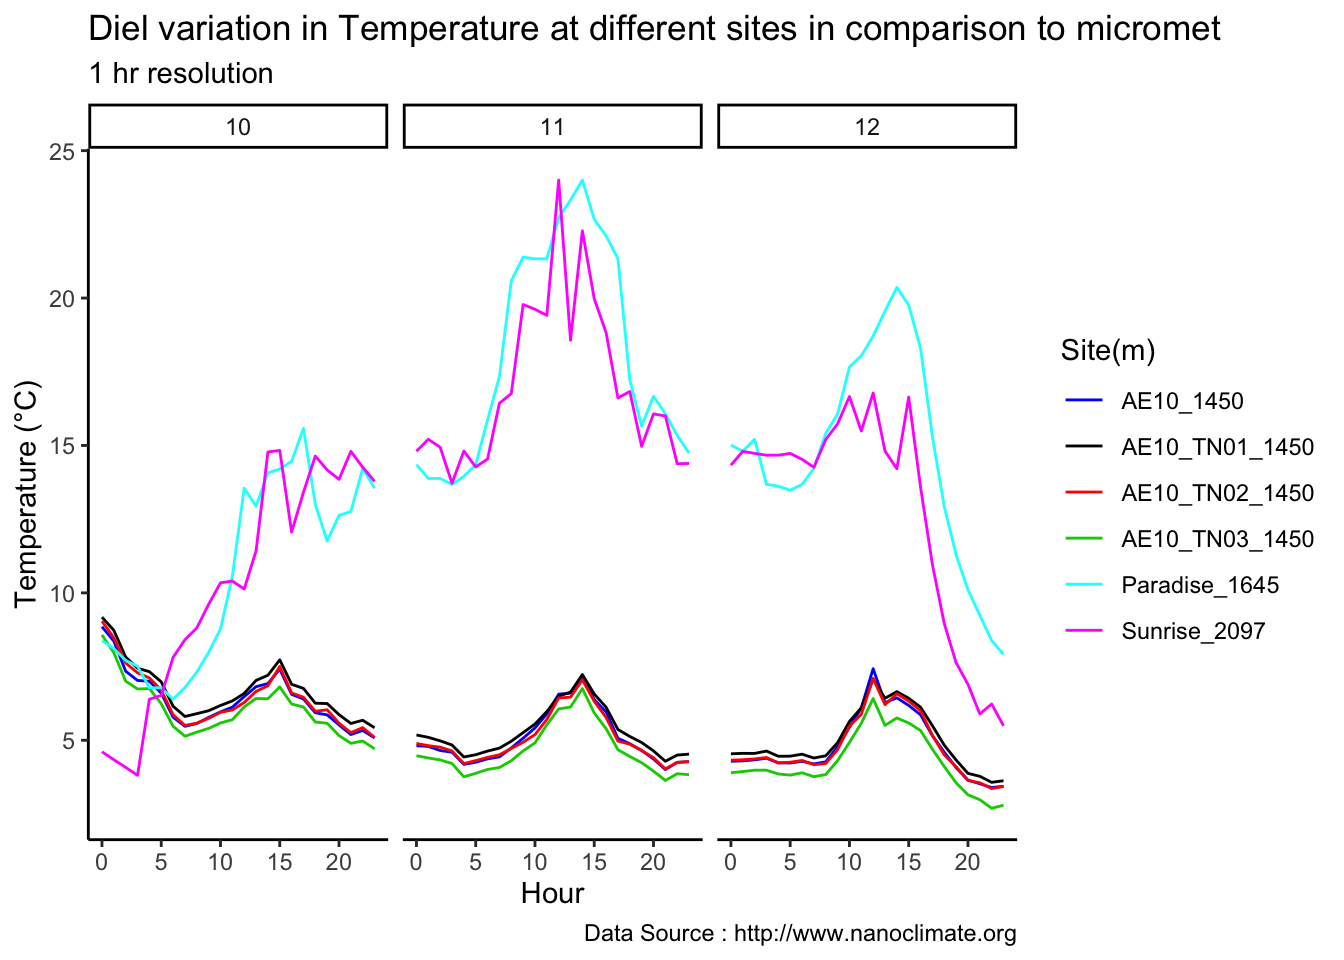 Diel variation in Temperature at different sites in comparison to micromet
1 hr resolution
10 11 12
25
20
15
10
5
Temperature (°C)
0 5 10 15 20 0 5 10 15 20 0 5 10 15 20
Hour
Site(m)
AE10_1450
AE10_TN01_1450
AE10_TN02_1450
AE10_TN03_1450
Paradise_1645
Sunrise_2097
Data Source : http://www.nanoclimate.org